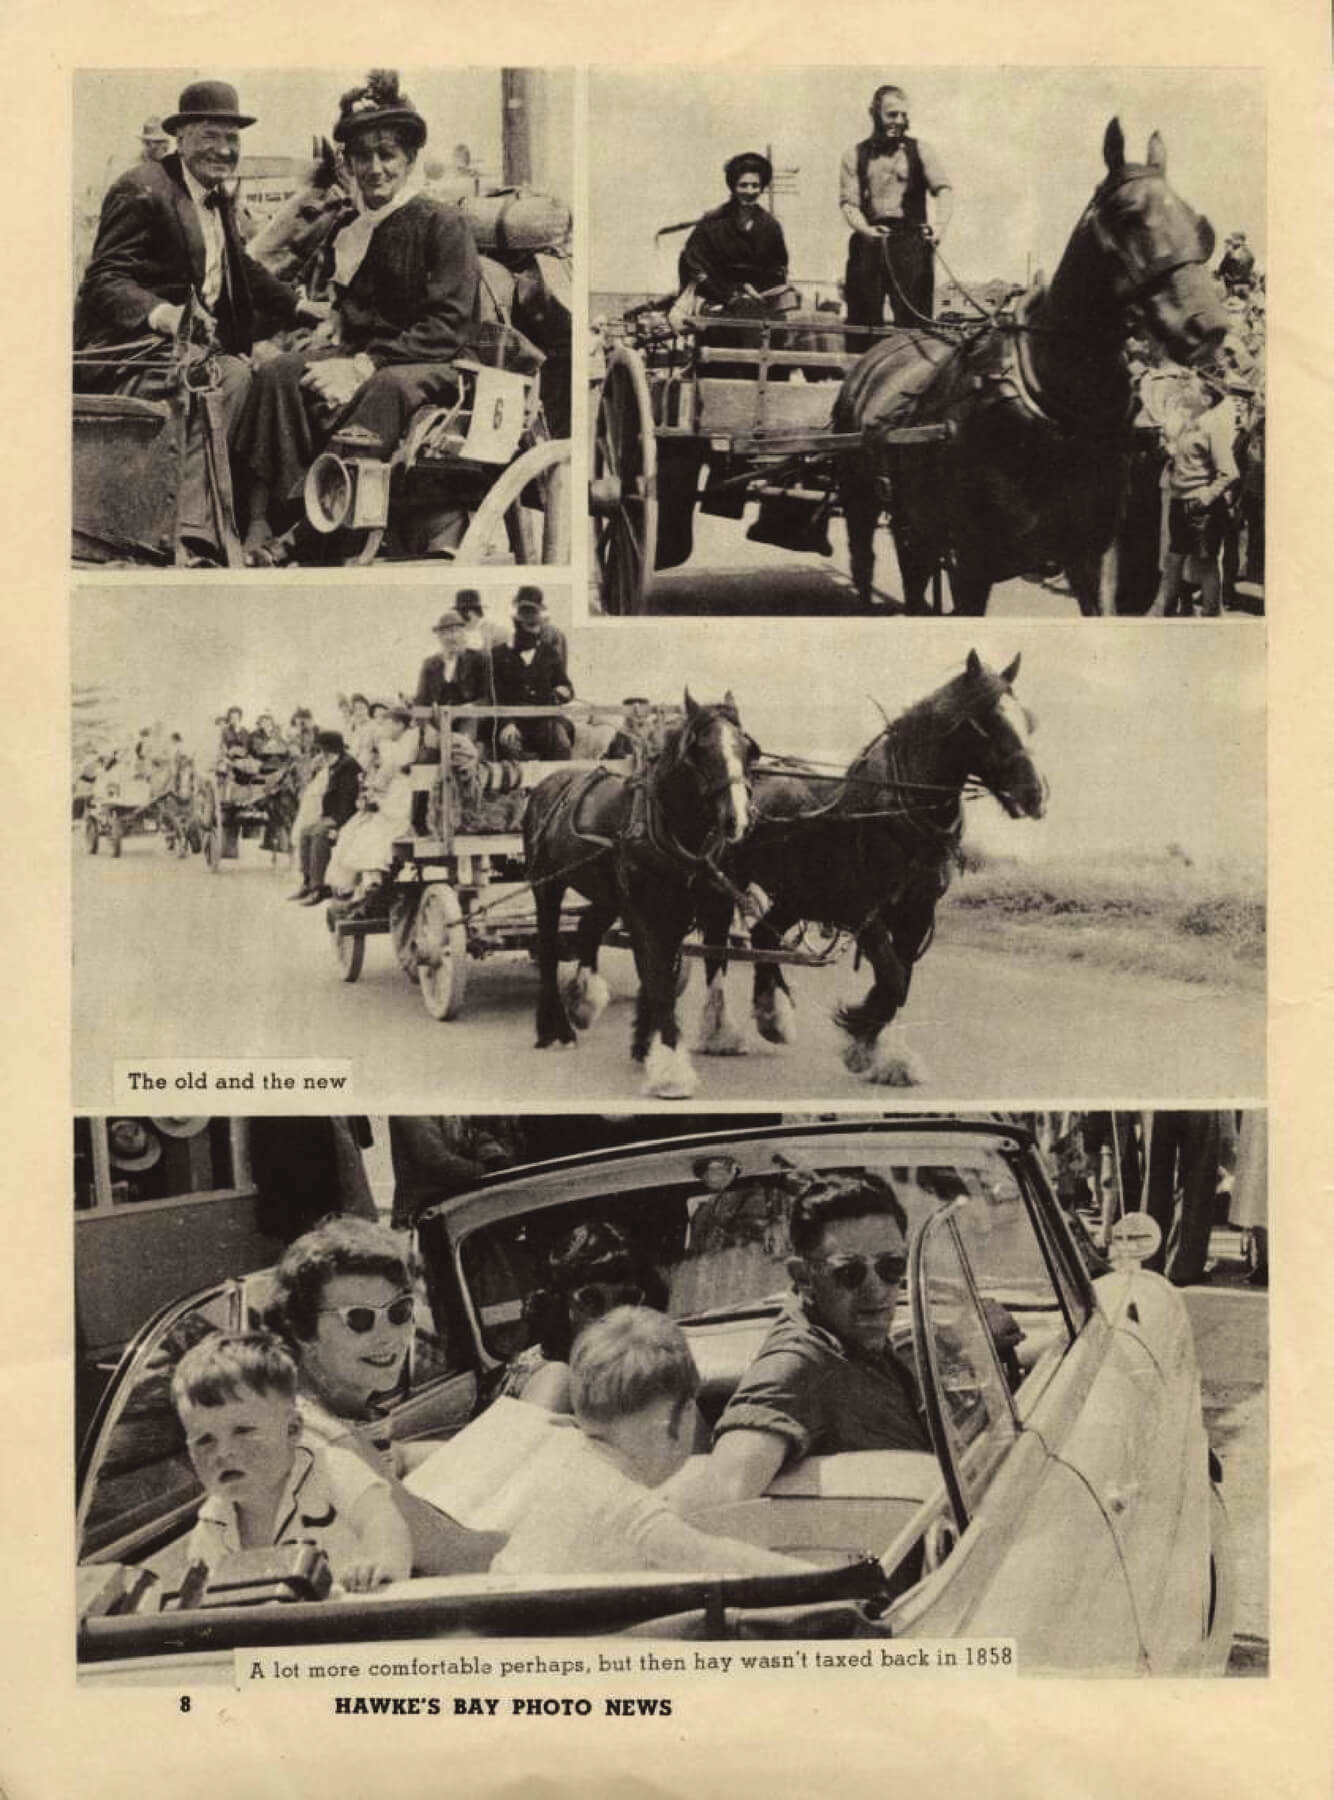 6
The old and the new
A lot more comfortable perhaps, but then hay wasn't taxed back in 1858
8 HAWKE'S BAY PHOTO NEWS